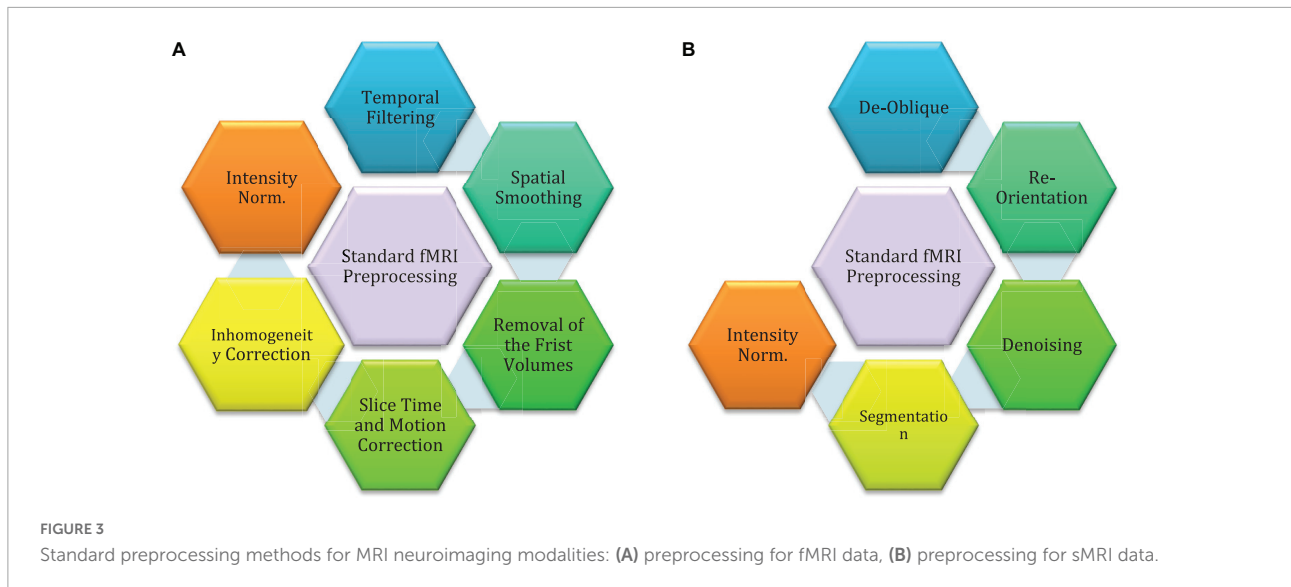 A
Temporal
Filtering
Spatial
Smoothing
Removal of
the Frist
Volumes
Slice Time
and Motion
Correction
Inhomogeneit
y Correction
Intensity
Norm.
Standard fMRI
Preprocessing
B
De-Oblique
Re-
Orientation
Denoising
Segmentatio
n
Intensity
Norm.
Standard fMRI
Preprocessing
FIGURE 3
Standard preprocessing methods for MRI neuroimaging modalities: (A) preprocessing for fMRI data, (B) preprocessing for sMRI data.